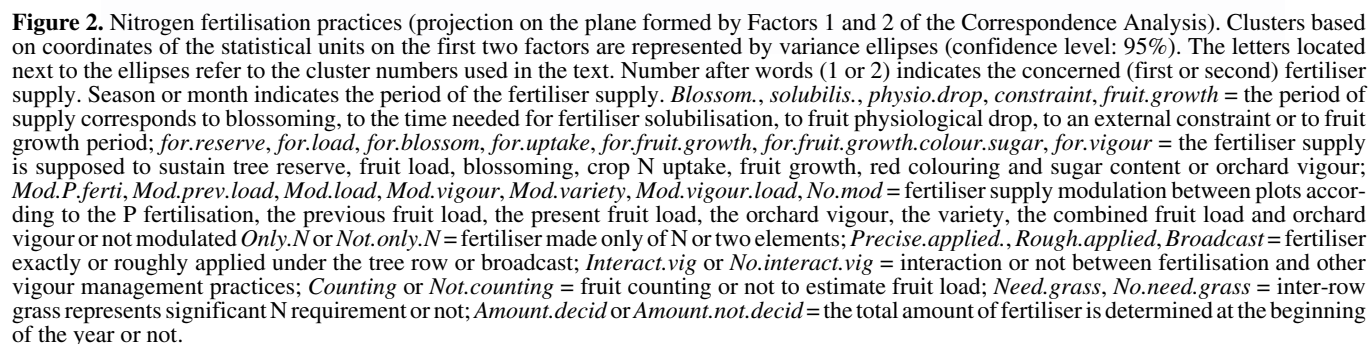 Figure 2. Nitrogen fertilisation practices (projection on the plane formed by Factors 1 and 2 of the Correspondence Analysis). Clusters based
on coordinates of the statistical units on the first two factors are represented by variance ellipses (confidence level: 95%). The letters located
next to the ellipses refer to the cluster numbers used in the text. Number after words (1 or 2) indicates the concerned (first or second) fertiliser
supply. Season or month indicates the period of the fertiliser supply. Blossom., solubilis., physio.drop, constraint, fruit.growth = the period of
supply corresponds to blossoming, to the time needed for fertiliser solubilisation, to fruit physiological drop, to an external constraint or to fruit
growth period; for.reserve, for.load, for.blossom, for.uptake, for.fruit.growth, for.fruit.growth.colour.sugar, for.vigour = the fertiliser supply
is supposed to sustain tree reserve, fruit load, blossoming, crop N uptake, fruit growth, red colouring and sugar content or orchard vigour;
Mod.P.ferti, Mod.prev.load, Mod.load, Mod.vigour, Mod.variety, Mod.vigour.load, No.mod = fertiliser supply modulation between plots accor-
ding to the P fertilisation, the previous fruit load, the present fruit load, the orchard vigour, the variety, the combined fruit load and orchard
vigour or not modulated Only.N or Not.only.N = fertiliser made only of N or two elements; Precise.applied., Rough.applied, Broadcast = fertiliser
exactly or roughly applied under the tree row or broadcast; Interact.vig or No.interact.vig = interaction or not between fertilisation and other
vigour management practices; Counting or Not.counting = fruit counting or not to estimate fruit load; Need.grass, No.need.grass = inter-row
grass represents significant N requirement or not; Amount.decid or Amount.not.decid = the total amount of fertiliser is determined at the beginning
of the year or not.